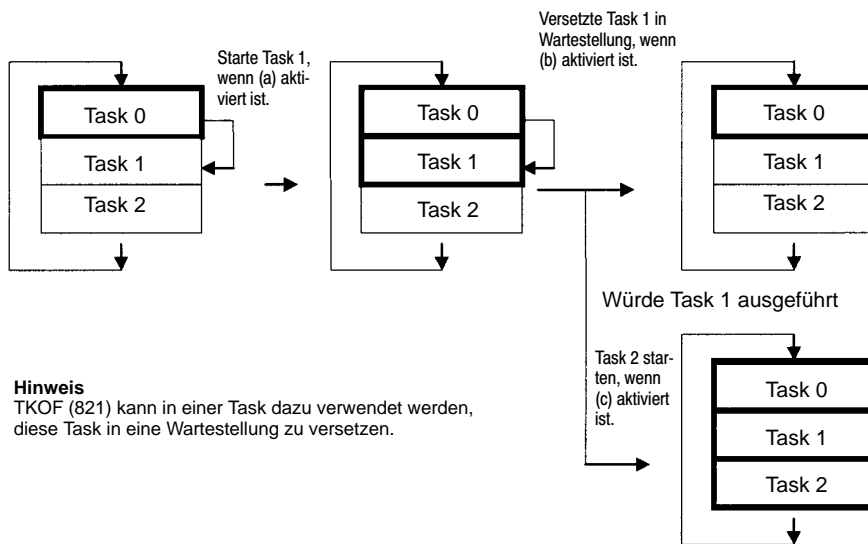 Starte Task 1,
wenn (a) akti-
viert ist.
Versetzte Task 1 in
Wartestellung, wenn
(b) aktiviert ist.
Task 0
Task 1
Task 2
Task 0
Task 1
Task 2
Task 0
Task 1
Task 2
Würde Task 1 ausgeführt
Task 2 star-
ten, wenn
(c) aktiviert
ist.
Task 0
Task 1
Task 2
Hinweis
TKOF (821) kann in einer Task dazu verwendet werden,
diese Task in eine Wartestellung zu versetzen.